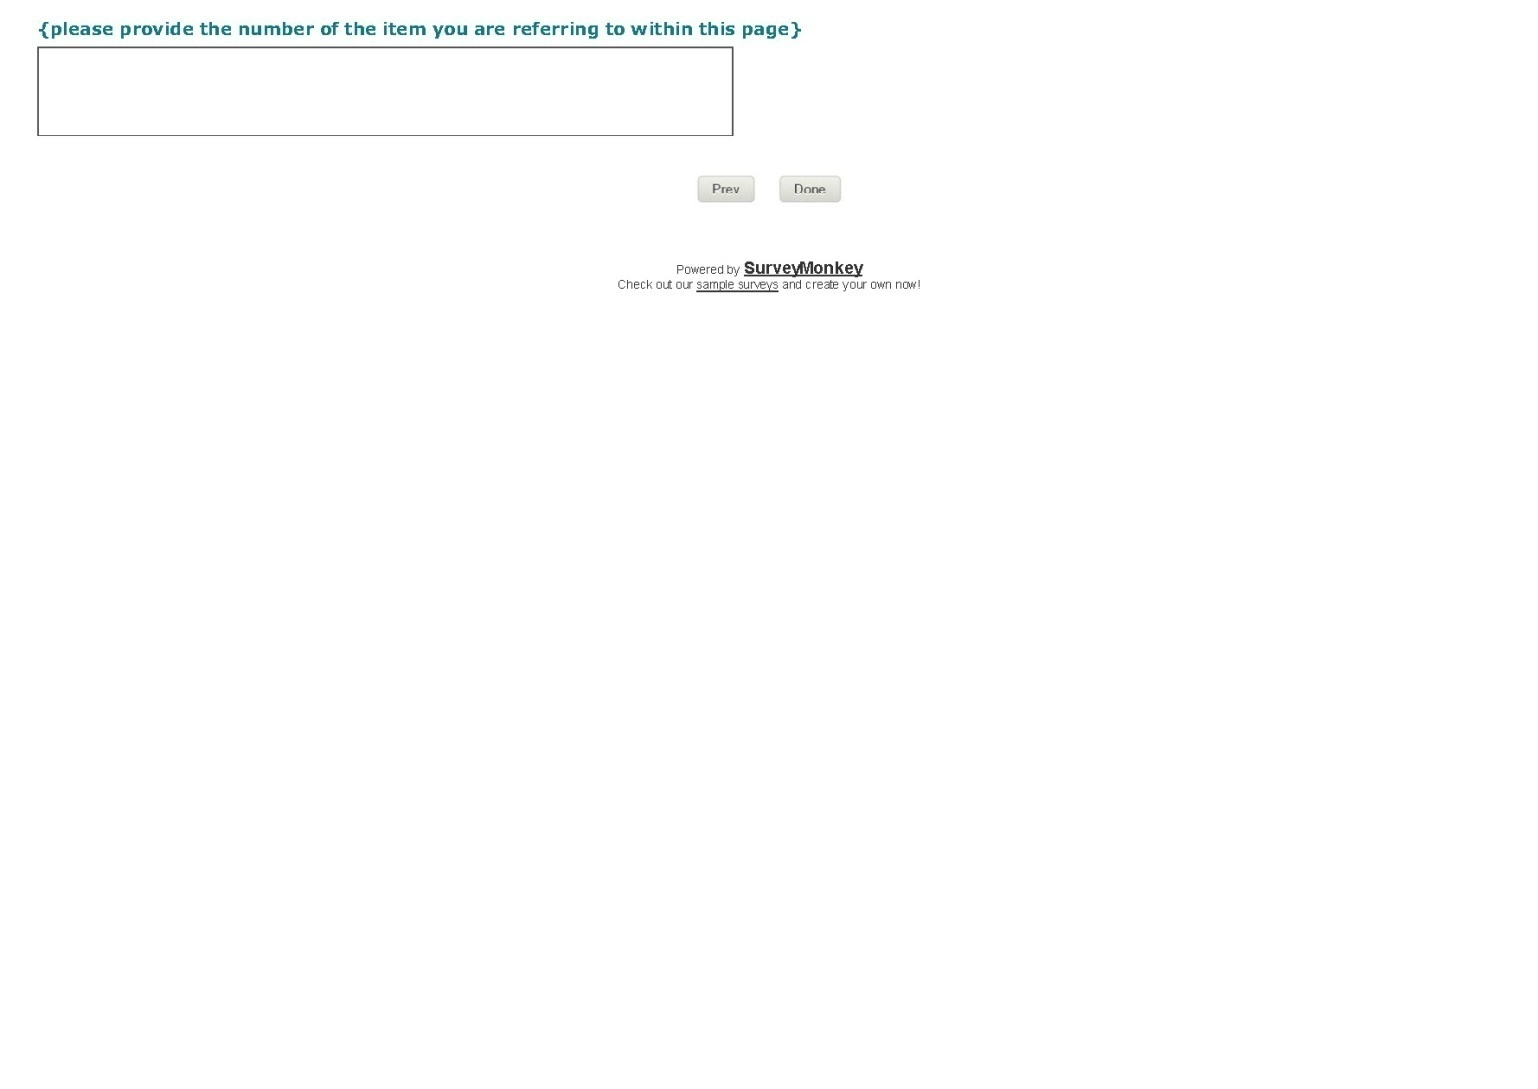 {please provide the number of the item you are referring to within this page}
Prev Done
Powered by SurveyMonkey
Check out our sample surveys and create your own now!